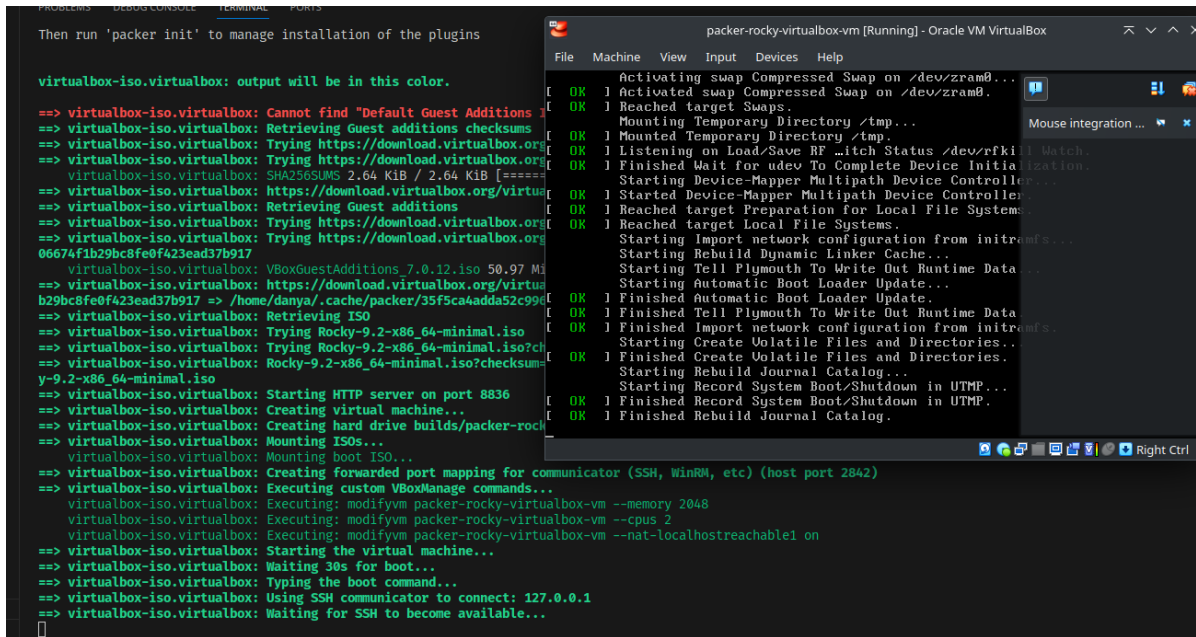 PROBLEMS DEBUG CONSOLE TERMINAL PORTS
Then run 'packer init' to manage installation of the plugins
virtualbox-iso.virtualbox: output will be in this color.
==> virtualbox-iso.virtualbox: Cannot find "Default Guest Additions I
==> virtualbox-iso.virtualbox: Retrieving Guest additions checksums
==> virtualbox-iso.virtualbox: Trying https://download.virtualbox.org
==> virtualbox-iso.virtualbox: Trying https://download.virtualbox.org
virtualbox-iso.virtualbox: SHA256SUMS 2.64 KiB / 2.64 KiB [======
==> virtualbox-iso.virtualbox: https://download.virtualbox.org/virtua
==> virtualbox-iso.virtualbox: Retrieving Guest additions
==> virtualbox-iso.virtualbox: Trying https://download.virtualbox.org
==> virtualbox-iso.virtualbox: Trying https://download.virtualbox.org
06674f1b29bc8fe0f423ead37b917
virtualbox-iso.virtualbox: VBoxGuestAdditions_7.0.12.iso 50.97 Mi
==> virtualbox-iso.virtualbox: https://download.virtualbox.org/virtua
b29bc8fe0f423ead37b917 => /home/danya/.cache/packer/35f5ca4adda52c996
==> virtualbox-iso.virtualbox: Retrieving ISO
==> virtualbox-iso.virtualbox: Trying Rocky-9.2-x86_64-minimal.iso
==> virtualbox-iso.virtualbox: Trying Rocky-9.2-x86_64-minimal.iso?ch
==> virtualbox-iso.virtualbox: Rocky-9.2-x86_64-minimal.iso?checksum=
y-9.2-x86_64-minimal.iso
==> virtualbox-iso.virtualbox: Starting HTTP server on port 8836
==> virtualbox-iso.virtualbox: Creating virtual machine...
==> virtualbox-iso.virtualbox: Creating hard drive builds/packer-rock
==> virtualbox-iso.virtualbox: Mounting ISOs...
virtualbox-iso.virtualbox: Mounting boot ISO...
==> virtualbox-iso.virtualbox: Creating forwarded port mapping for communicator (SSH, WinRM, etc) (host port 2842)
==> virtualbox-iso.virtualbox: Executing custom VBoxManage commands...
virtualbox-iso.virtualbox: Executing: modifyvm packer-rocky-virtualbox-vm --memory 2048
virtualbox-iso.virtualbox: Executing: modifyvm packer-rocky-virtualbox-vm --cpus 2
virtualbox-iso.virtualbox: Executing: modifyvm packer-rocky-virtualbox-vm --nat-localhostreachable1 on
==> virtualbox-iso.virtualbox: Starting the virtual machine...
==> virtualbox-iso.virtualbox: Waiting 30s for boot...
==> virtualbox-iso.virtualbox: Typing the boot command...
==> virtualbox-iso.virtualbox: Using SSH communicator to connect: 127.0.0.1
==> virtualbox-iso.virtualbox: Waiting for SSH to become available...
packer-rocky-virtualbox-vm [Running] - Oracle VM VirtualBox
File Machine View Input Devices Help
Activating swap Compressed Swap on /dev/zram0...
[ OK ] Activated swap Compressed Swap on /dev/zram0.
[ OK ] Reached target Swaps.
Mounting Temporary Directory /tmp...
[ OK ] Mounted Temporary Directory /tmp.
[ OK ] Listening on Load/Save RF …itch Status /dev/rfkill Watch.
[ OK ] Finished Wait for udev To Complete Device Initialization.
Starting Device-Mapper Multipath Device Controller...
[ OK ] Started Device-Mapper Multipath Device Controller.
[ OK ] Reached target Preparation for Local File Systems.
[ OK ] Reached target Local File Systems.
Starting Import network configuration from initramfs...
Starting Rebuild Dynamic Linker Cache...
Starting Tell Plymouth To Write Out Runtime Data...
Starting Automatic Boot Loader Update...
[ OK ] Finished Automatic Boot Loader Update.
[ OK ] Finished Tell Plymouth To Write Out Runtime Data.
[ OK ] Finished Import network configuration from initramfs.
Starting Create Volatile Files and Directories...
[ OK ] Finished Create Volatile Files and Directories.
Starting Rebuild Journal Catalog...
Starting Record System Boot/Shutdown in UTMP...
[ OK ] Finished Record System Boot/Shutdown in UTMP.
[ OK ] Finished Rebuild Journal Catalog.
Mouse integration ...
Right Ctrl